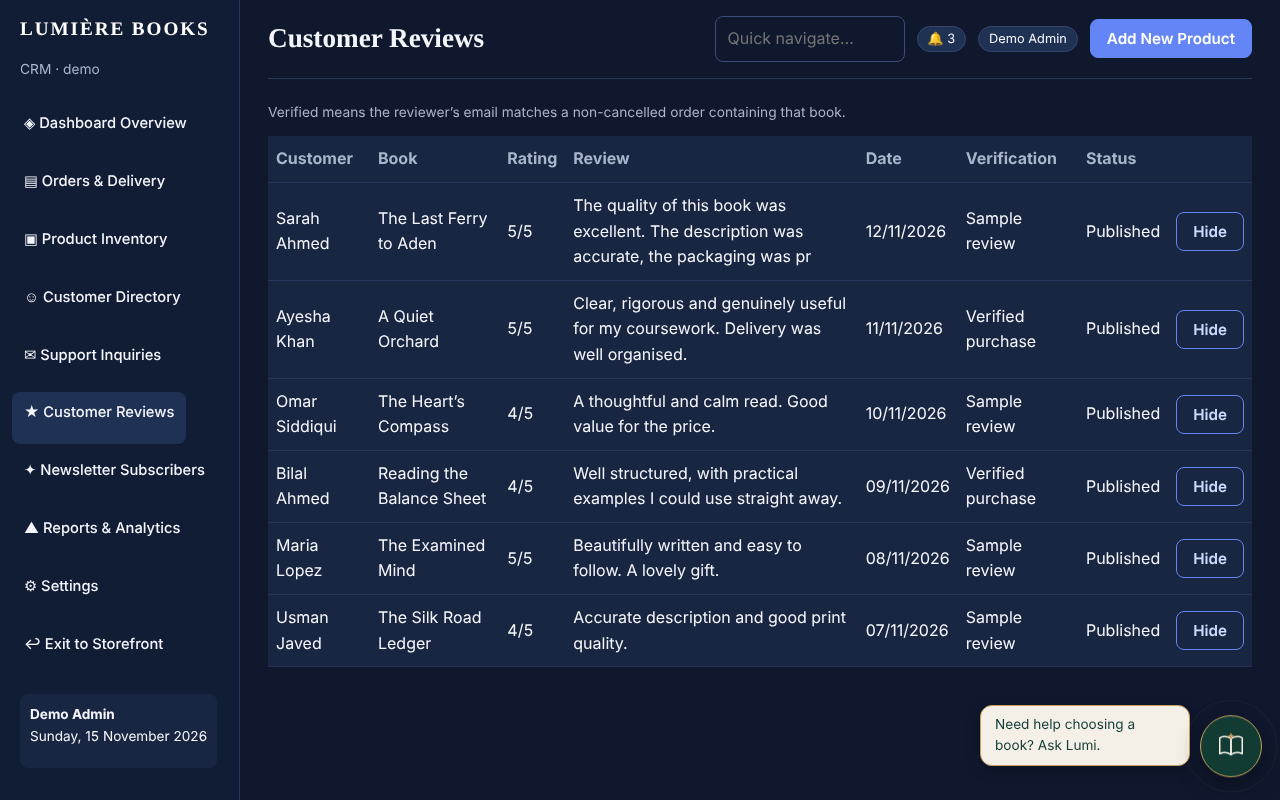 LUMIÈRE BOOKS
CRM · demo
◈ Dashboard Overview
▤ Orders & Delivery
▣ Product Inventory
☺ Customer Directory
✉ Support Inquiries
★ Customer Reviews
✦ Newsletter Subscribers
▲ Reports & Analytics
⚙ Settings
↩ Exit to Storefront
Demo Admin
Sunday, 15 November 2026
Customer Reviews
Quick navigate...
🔔 3
Demo Admin
Add New Product
Verified means the reviewer's email matches a non-cancelled order containing that book.
Customer Book Rating Review Date Verification Status
Sarah Ahmed The Last Ferry to Aden 5/5 The quality of this book was excellent. The description was accurate, the packaging was pr 12/11/2026 Sample review Published Hide
Ayesha Khan A Quiet Orchard 5/5 Clear, rigorous and genuinely useful for my coursework. Delivery was well organised. 11/11/2026 Verified purchase Published Hide
Omar Siddiqui The Heart's Compass 4/5 A thoughtful and calm read. Good value for the price. 10/11/2026 Sample review Published Hide
Bilal Ahmed Reading the Balance Sheet 4/5 Well structured, with practical examples I could use straight away. 09/11/2026 Verified purchase Published Hide
Maria Lopez The Examined Mind 5/5 Beautifully written and easy to follow. A lovely gift. 08/11/2026 Sample review Published Hide
Usman Javed The Silk Road Ledger 4/5 Accurate description and good print quality. 07/11/2026 Sample review Published Hide
Need help choosing a
book? Ask Lumi.